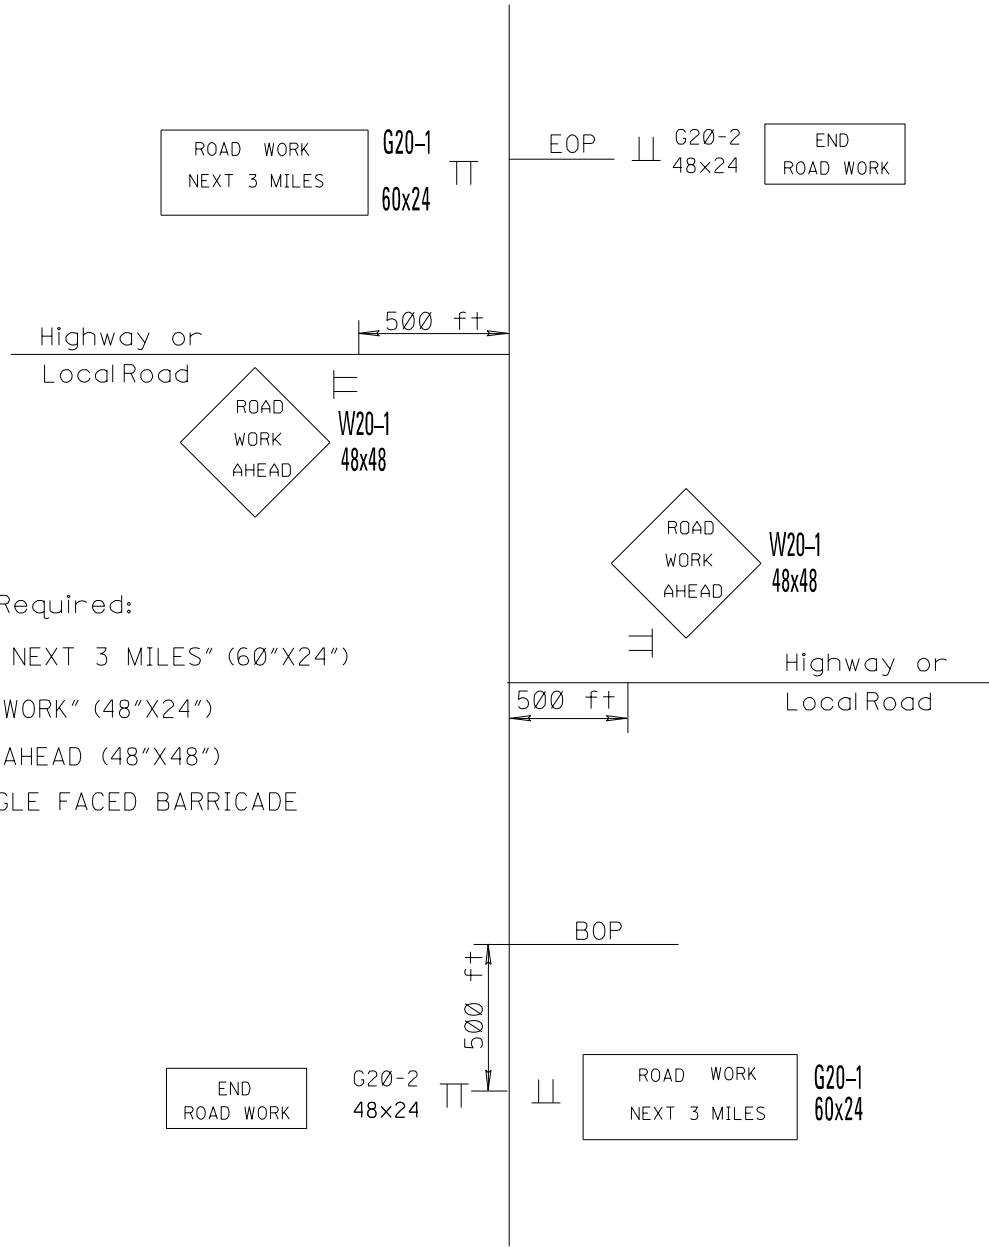 ROAD WORK
NEXT 3 MILES
G20-1
60x24
EOP
G20-2
48x24
END
ROAD WORK
500 ft
Highway or
Local Road
ROAD
WORK
AHEAD
W20-1
48x48
ROAD
WORK
AHEAD
W20-1
48x48
Required:
NEXT 3 MILES" (60"X24")
WORK" (48"X24")
AHEAD (48"X48")
GLE FACED BARRICADE
Highway or
Local Road
500 ft
BOP
500 ft
END
ROAD WORK
G20-2
48x24
ROAD WORK
NEXT 3 MILES
G20-1
60x24